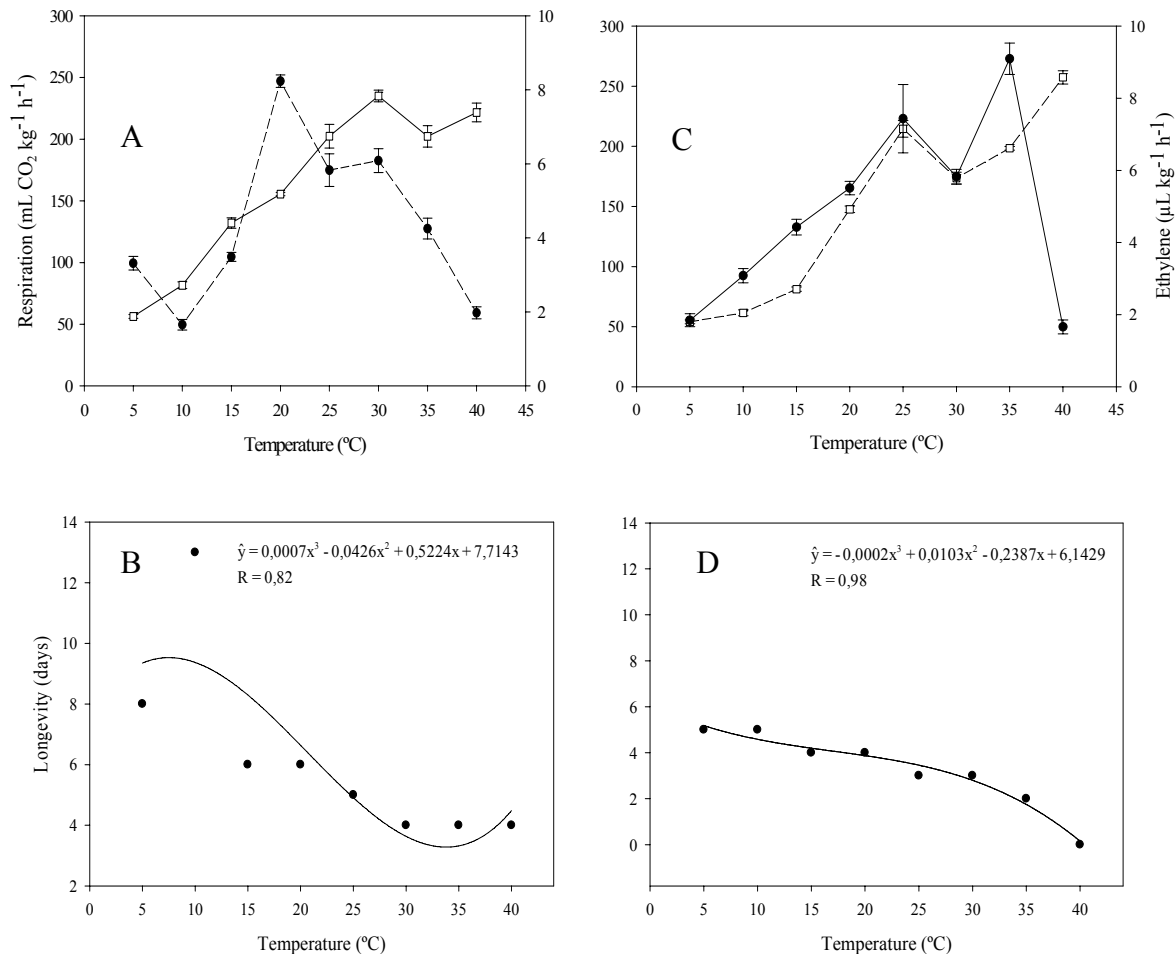 A
300
250
200
150
100
50
0
Respiration (mL CO₂ kg⁻¹ h⁻¹)
10
8
6
4
2
0
0 5 10 15 20 25 30 35 40 45
Temperature (ºC)
C
300
250
200
150
100
50
0
10
8
6
4
2
0
Ethylene (µL kg⁻¹ h⁻¹)
0 5 10 15 20 25 30 35 40 45
Temperature (ºC)
B
ŷ = 0,0007x³ - 0,0426x² + 0,5224x + 7,7143
R = 0,82
14
12
10
8
6
4
2
Longevity (days)
0 5 10 15 20 25 30 35 40
Temperature (ºC)
D
ŷ = - 0,0002x³ + 0,0103x² - 0,2387x + 6,1429
R = 0,98
14
12
10
8
6
4
2
0
0 5 10 15 20 25 30 35 40
Temperature (ºC)